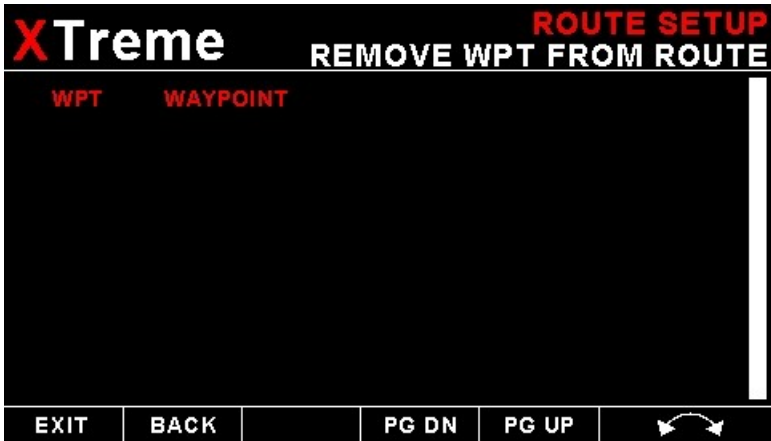 XTreme
ROUTE SETUP
REMOVE WPT FROM ROUTE
WPT WAYPOINT
EXIT BACK PG DN PG UP